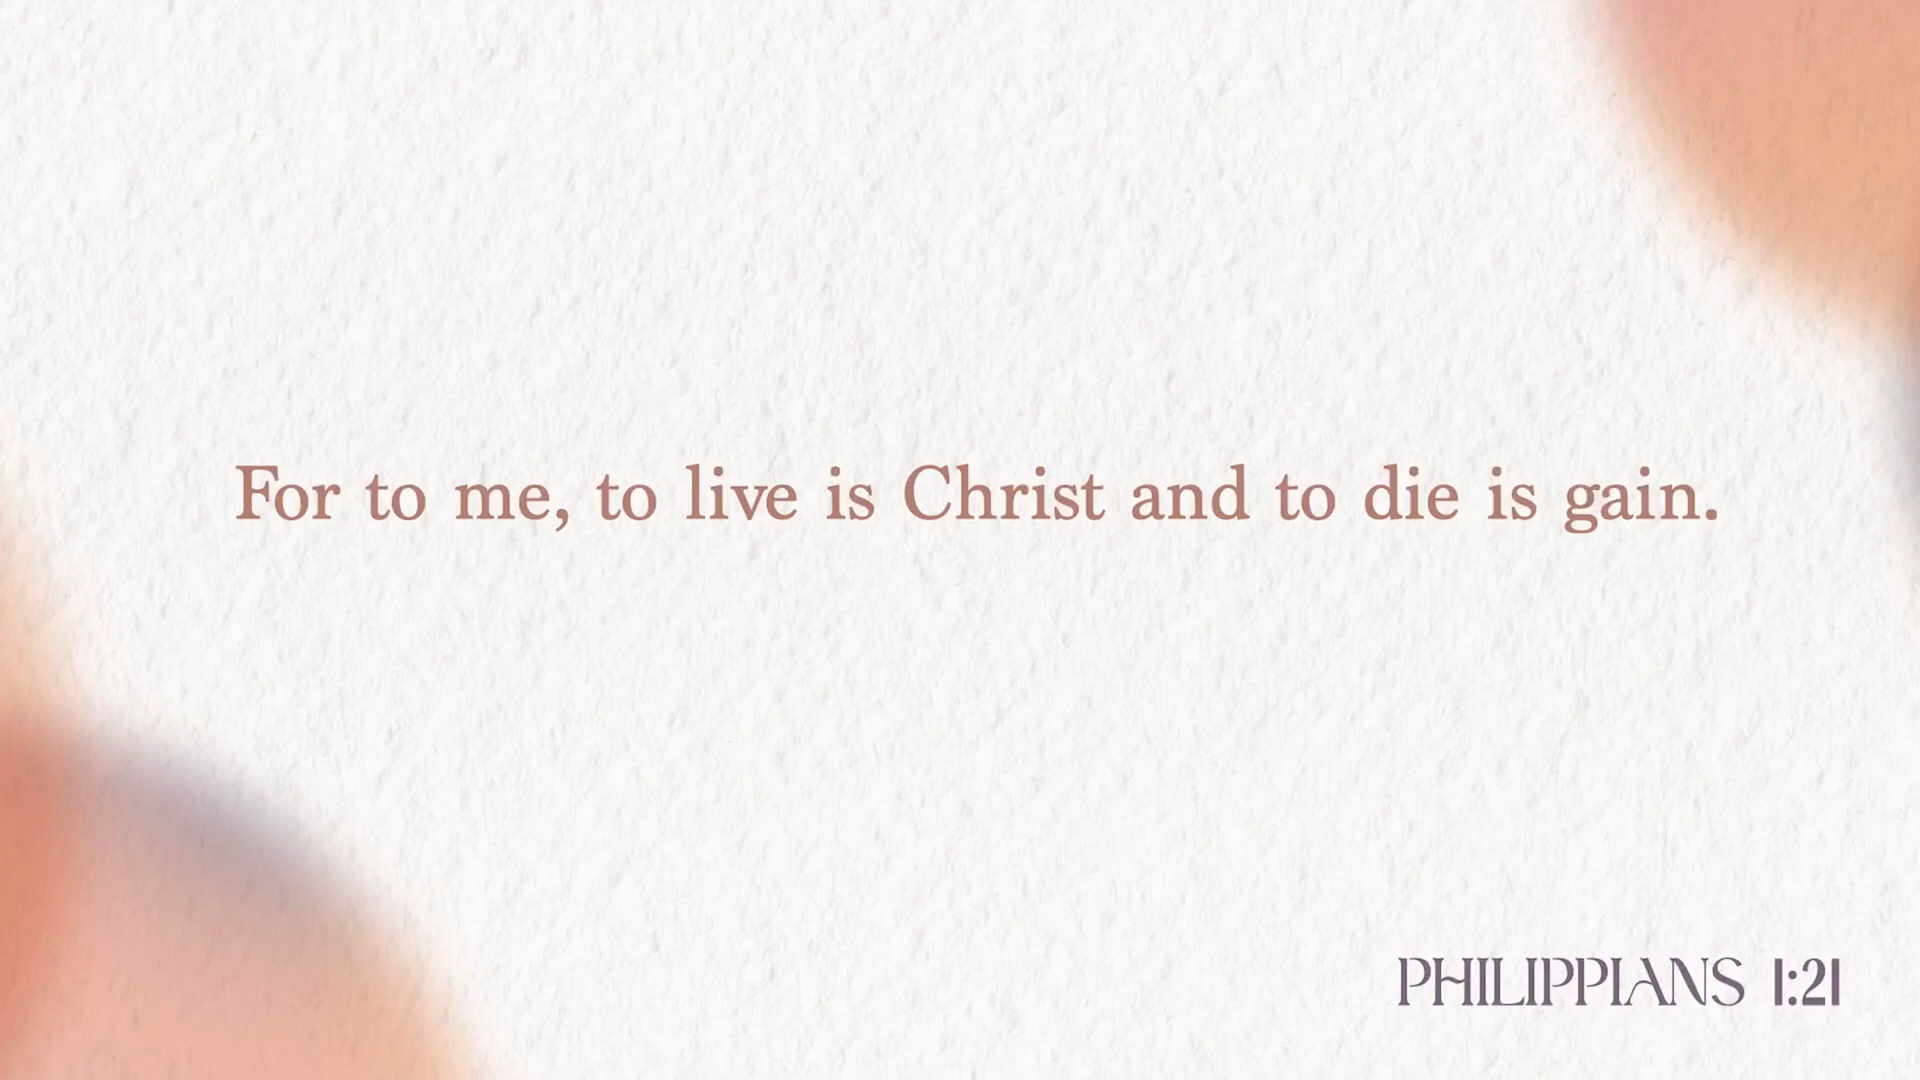 For to me, to live is Christ and to die is gain.
PHILIPPIANS 1:21